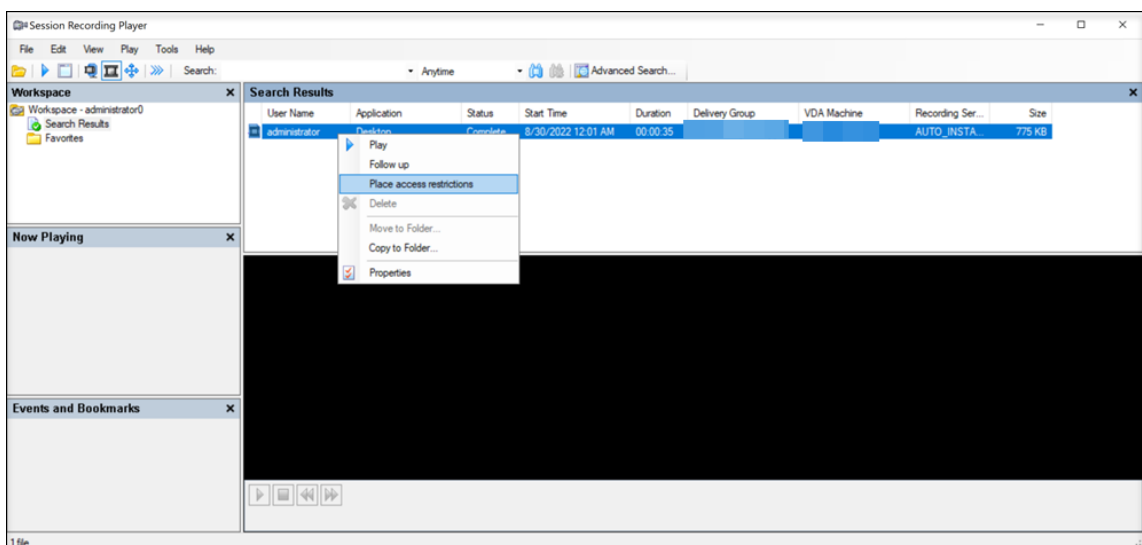 Session Recording Player
File Edit View Play Tools Help
Search: Anytime Advanced Search...
Workspace
Workspace - administrator0
Search Results
Favorites
Search Results
User Name Application Status Start Time Duration Delivery Group VDA Machine Recording Ser... Size
administrator Desktop Complete 8/30/2022 12:01 AM 00:00:35 AUTO_INSTA... 775 KB
Play
Follow up
Place access restrictions
Delete
Move to Folder...
Copy to Folder...
Properties
Now Playing
Events and Bookmarks
1 file